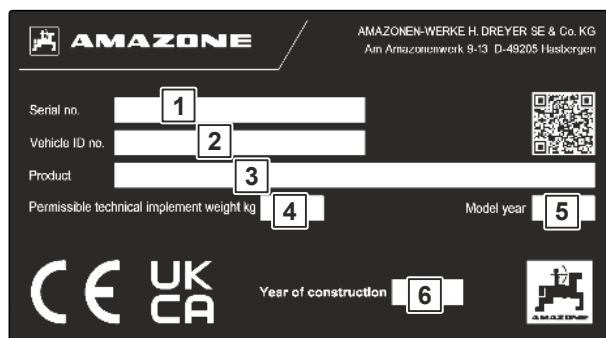 AMAZONE
AMAZONEN-WERKE H. DREYER SE & Co. KG
Am Amazonenwerk 9-13 D-49205 Hasbergen
Serial no. 1
Vehicle ID no. 2
Product 3
Permissible technical implement weight kg 4
Model year 5
CE
UK
CA
Year of construction 6
AMAZONE